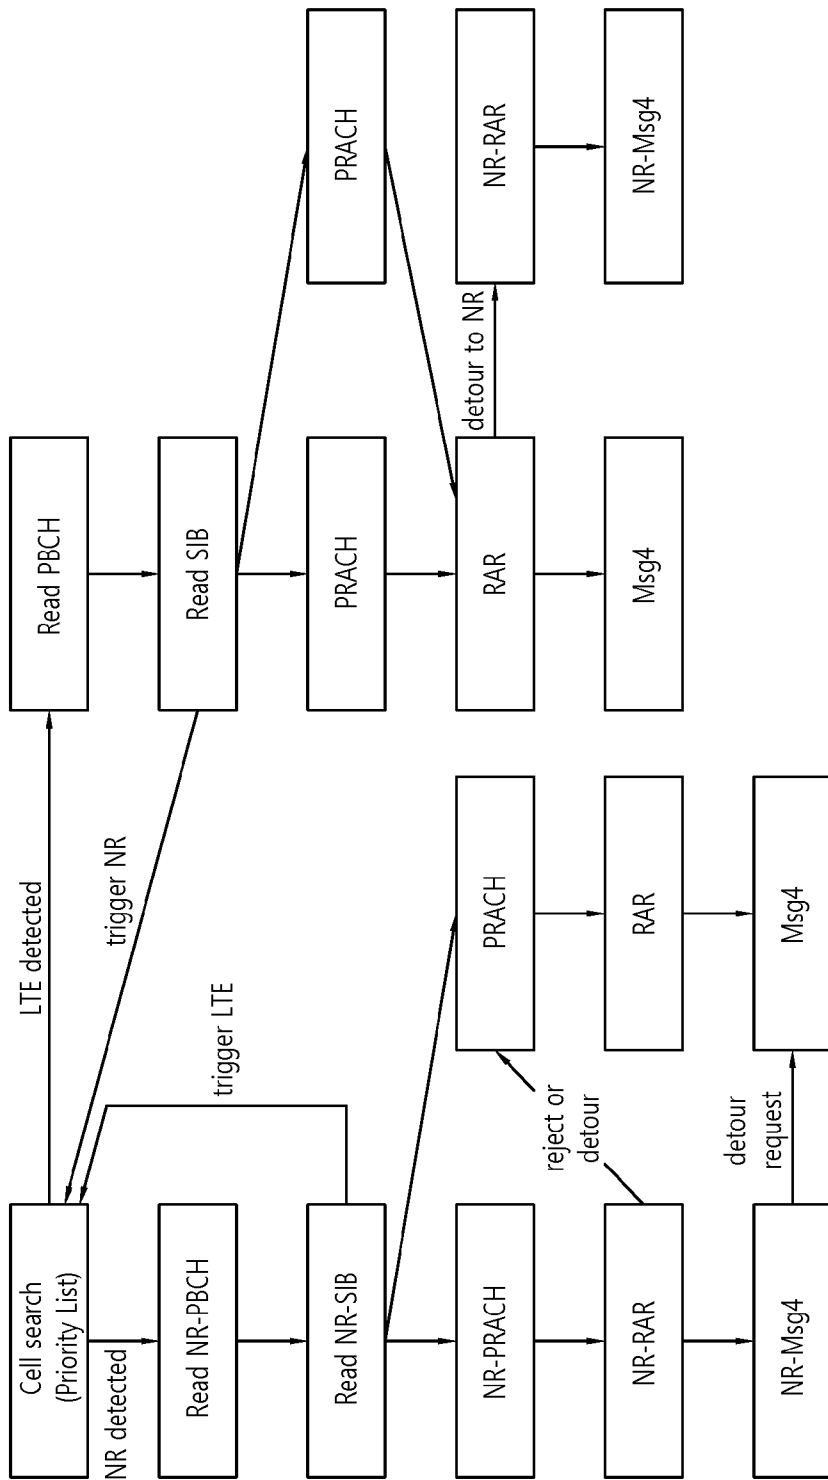 Cell search
(Priority List)
NR detected
Read NR-PBCH
Read NR-SIB
NR-PRACH
NR-RAR
NR-Msg4
LTE detected
trigger NR
trigger LTE
reject or
detour
detour
request
PRACH
RAR
Msg4
Read PBCH
Read SIB
PRACH
RAR
Msg4
detour to NR
PRACH
NR-RAR
NR-Msg4